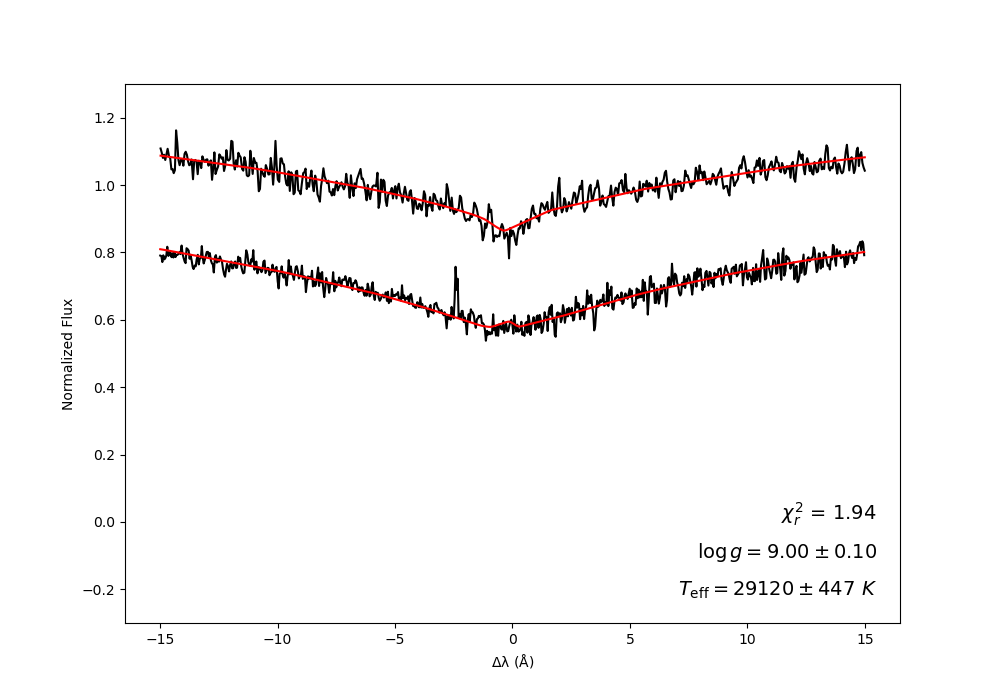 1.2
1.0
0.8
0.6
0.4
0.2
0.0
−0.2
Normalized Flux
χ²ᵣ = 1.94
log g = 9.00 ± 0.10
T_eff = 29120 ± 447 K
−15 −10 −5 0 5 10 15
Δλ (Å)